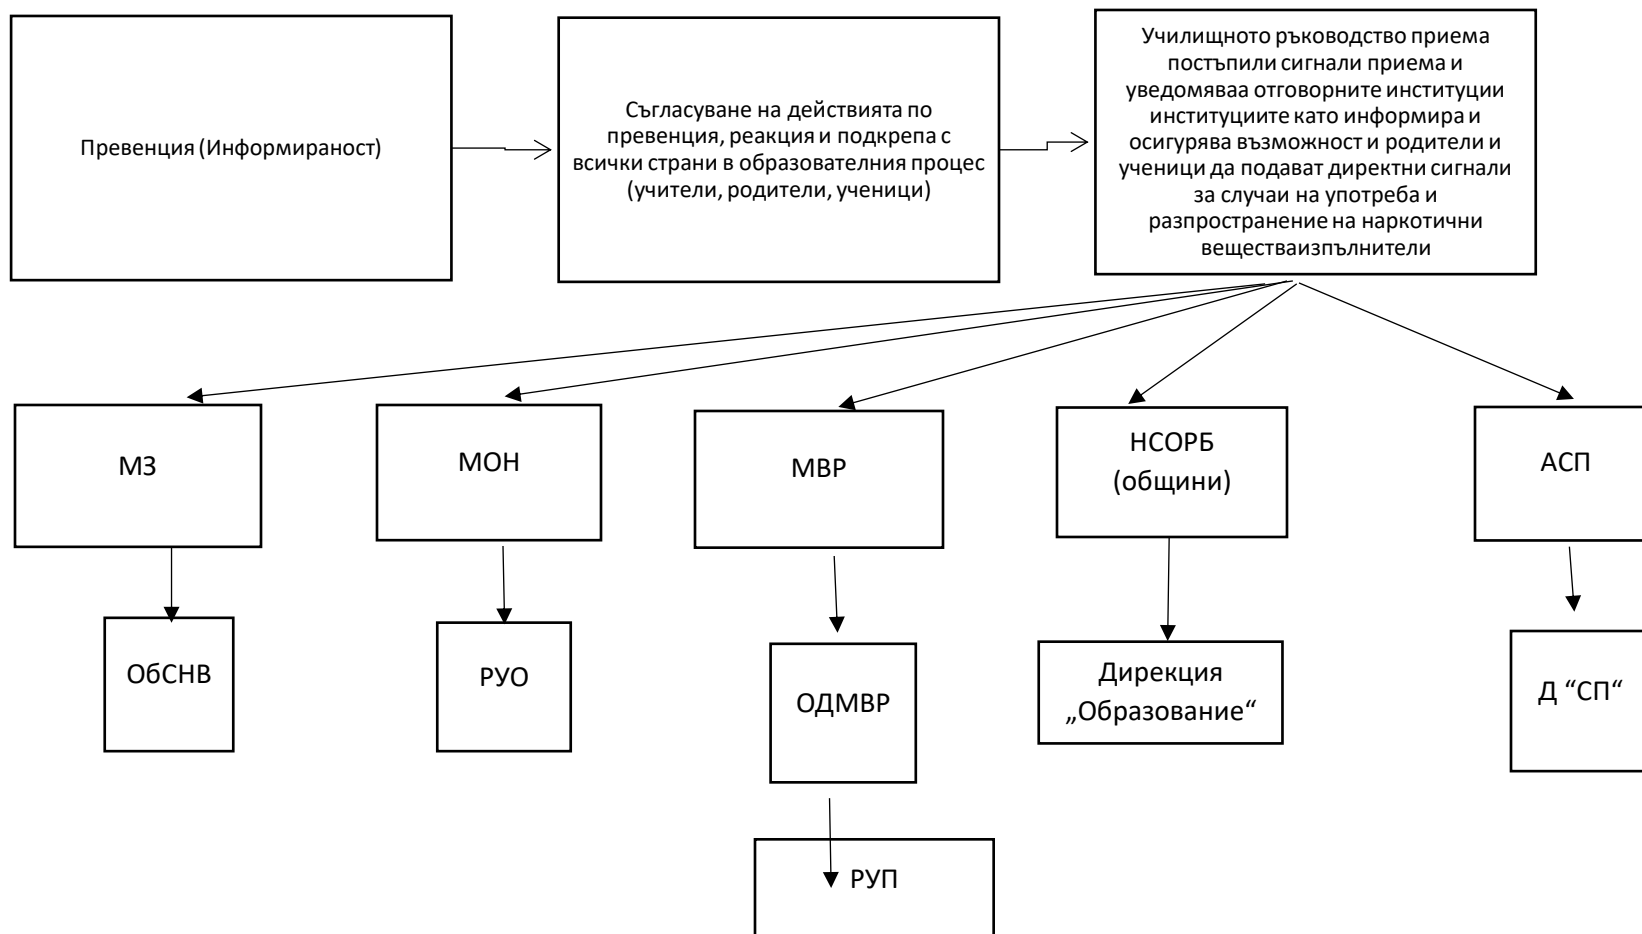 Превенция (Информираност)
Съгласуване на действията по
превенция, реакция и подкрепа с
всички страни в образователния процес
(учители, родители, ученици)
Училищното ръководство приема
постъпили сигнали приема и
уведомяваа отговорните институции
институциите като информира и
осигурява възможност и родители и
ученици да подават директни сигнали
за случаи на употреба и
разпространение на наркотични
веществаизпълнители
МЗ
МОН
МВР
НСОРБ
(общини)
АСП
ОбСНВ
РУО
ОДМВР
Дирекция
„Образование“
Д “СП“
РУП